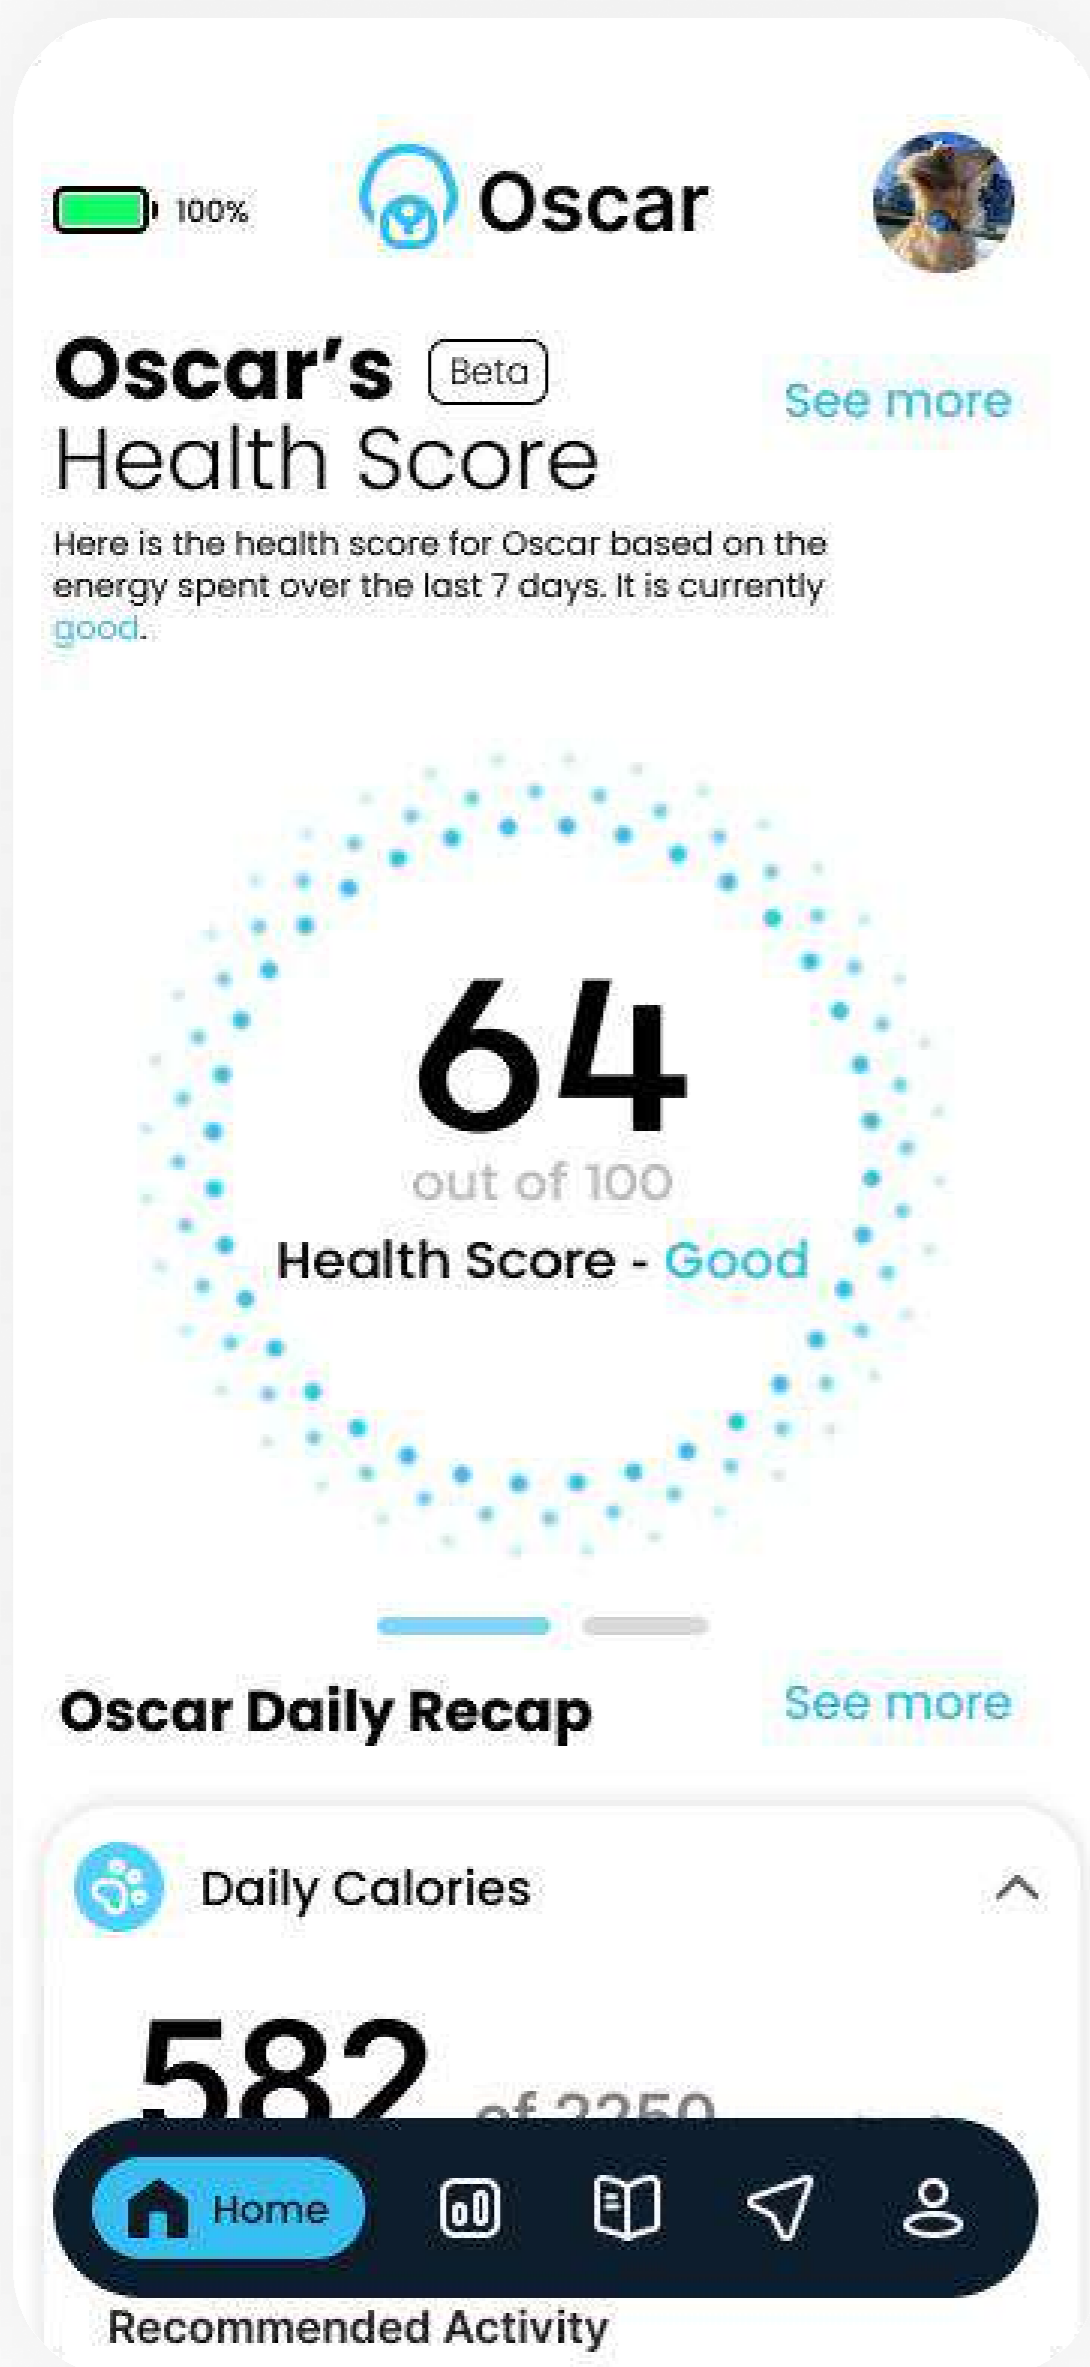 100%
Oscar
Oscar’s Beta
See more
Health Score
Here is the health score for Oscar based on the
energy spent over the last 7 days. It is currently
good.
64
out of 100
Health Score - Good
Oscar Daily Recap
See more
Daily Calories
582 of 2250
Home
Recommended Activity